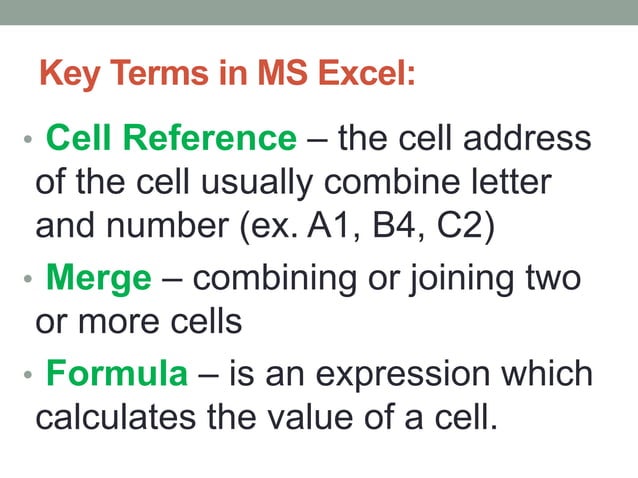 Key Terms in MS Excel:
• Cell Reference – the cell address
of the cell usually combine letter
and number (ex. A1, B4, C2)
• Merge – combining or joining two
or more cells
• Formula – is an expression which
calculates the value of a cell.